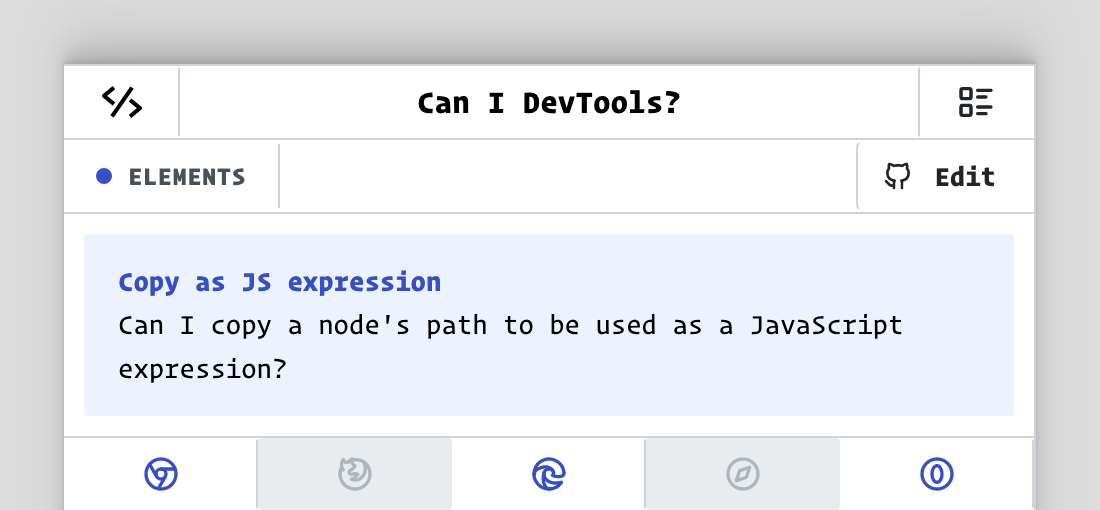 Can I DevTools?
ELEMENTS
Edit
Copy as JS expression
Can I copy a node's path to be used as a JavaScript
expression?